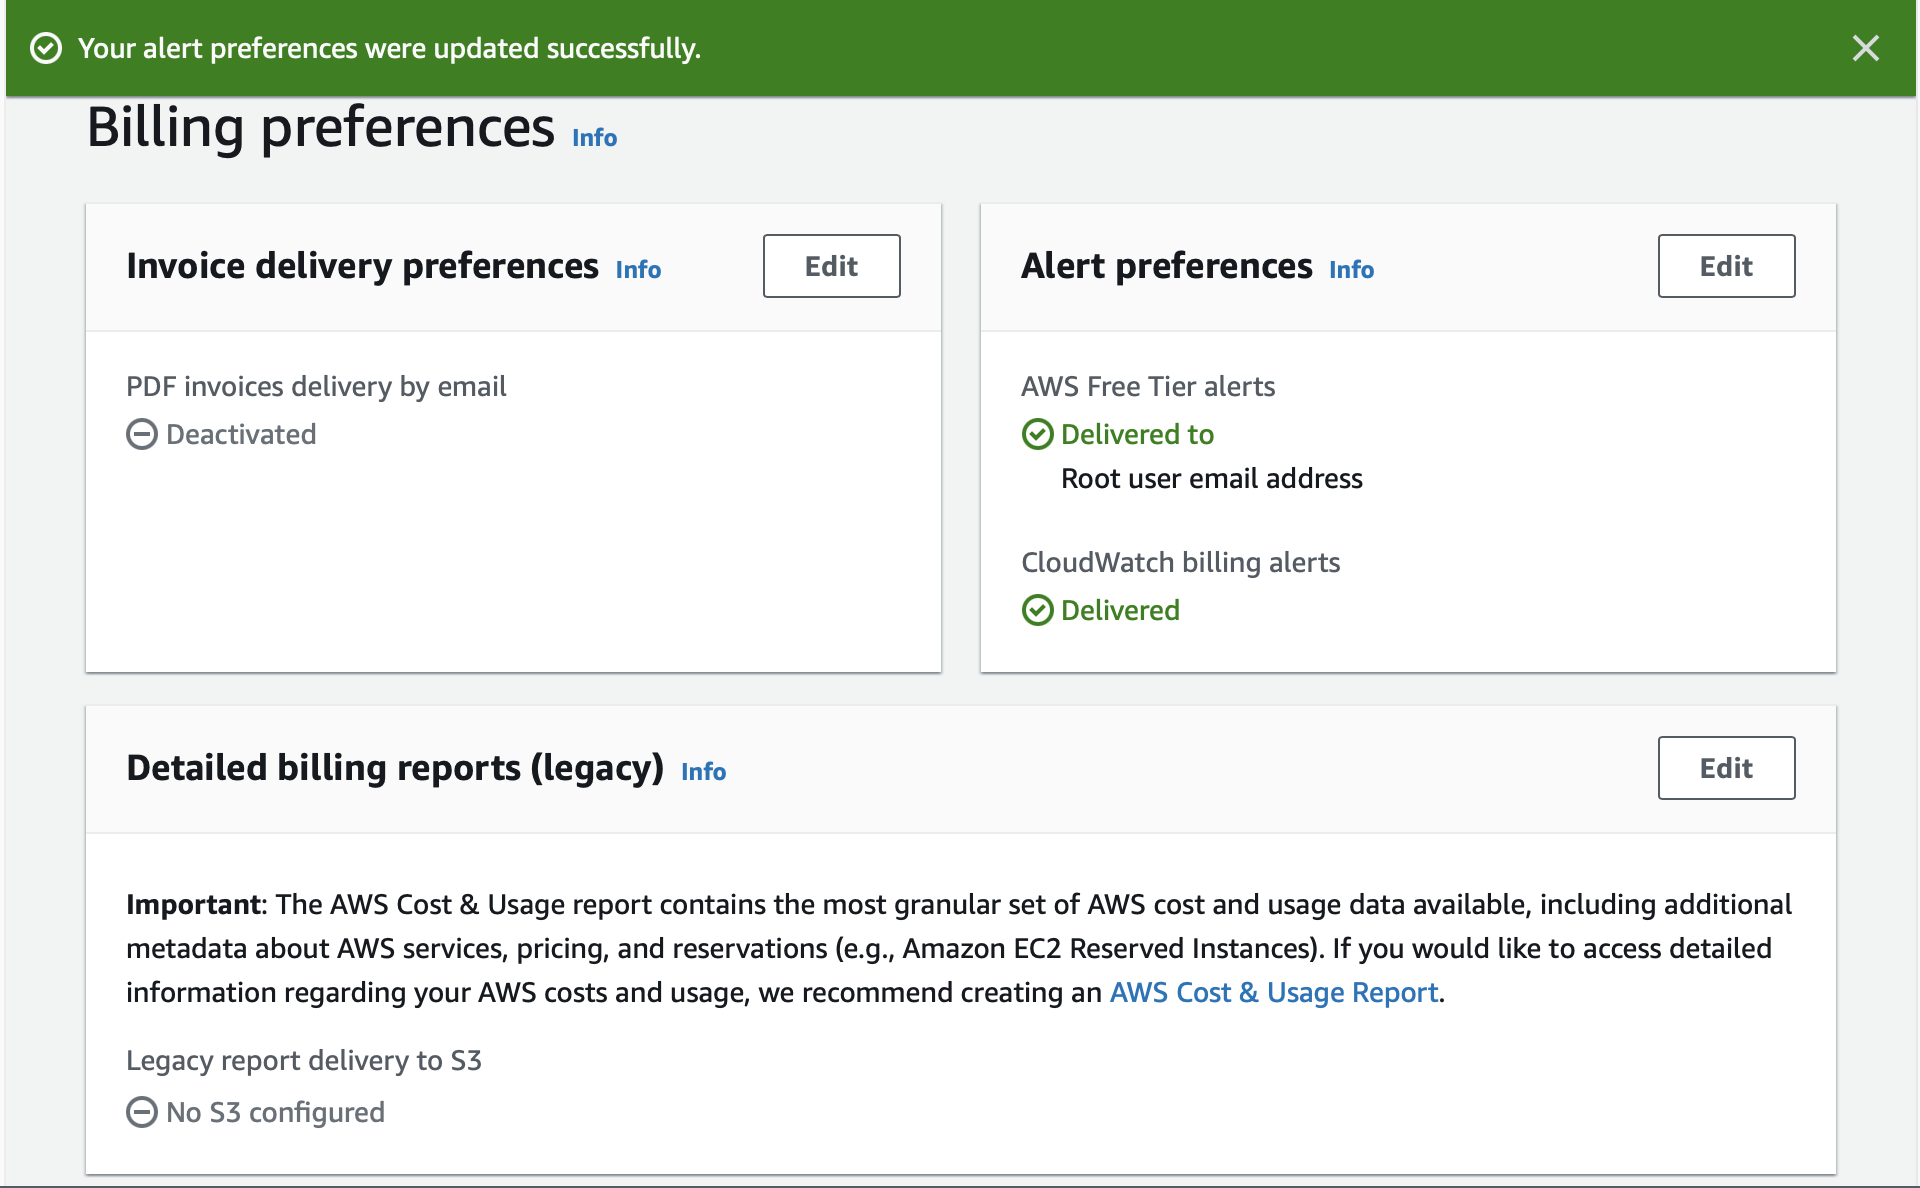 Your alert preferences were updated successfully.
Billing preferences Info
Invoice delivery preferences Info Edit
PDF invoices delivery by email
Deactivated
Alert preferences Info Edit
AWS Free Tier alerts
Delivered to
Root user email address
CloudWatch billing alerts
Delivered
Detailed billing reports (legacy) Info Edit
Important: The AWS Cost & Usage report contains the most granular set of AWS cost and usage data available, including additional
metadata about AWS services, pricing, and reservations (e.g., Amazon EC2 Reserved Instances). If you would like to access detailed
information regarding your AWS costs and usage, we recommend creating an AWS Cost & Usage Report.
Legacy report delivery to S3
No S3 configured